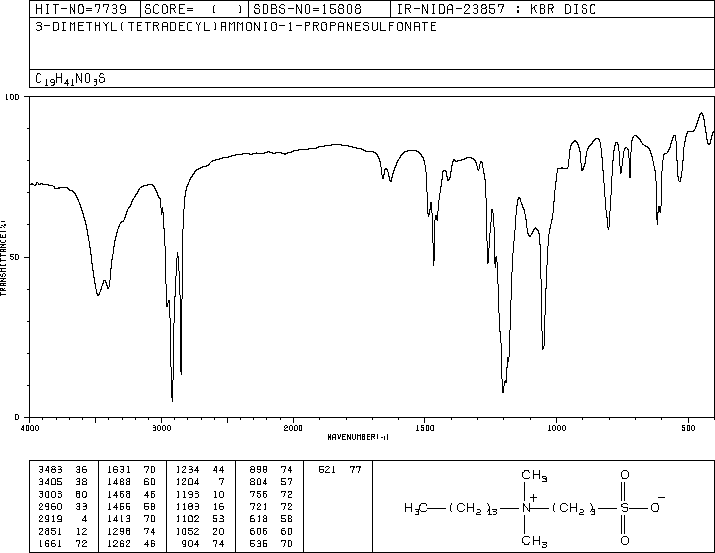 HIT-NO=7739 SCORE= ( ) SDBS-NO=15808 IR-NIDA-23857 : KBR DISC
3-DIMETHYL(TETRADECYL)AMMONIO-1-PROPANESULFONATE
C19H41NO3S
100
50
0
TRANSMITTANCE(%)
4000 3000 2000 1500 1000 500
WAVENUMBER(-1)
3483 36 1631 70 1234 44 898 74 521 77
3405 38 1488 60 1204 7 804 57
3003 60 1468 46 1193 10 756 72
2960 33 1456 58 1183 16 721 72
2919 4 1413 70 1102 53 618 58
2851 12 1298 74 1052 20 606 60
1661 72 1262 46 904 74 536 70
CH3 O
H3C—(CH2)13—N+—(CH2)3—S—O−
CH3 O